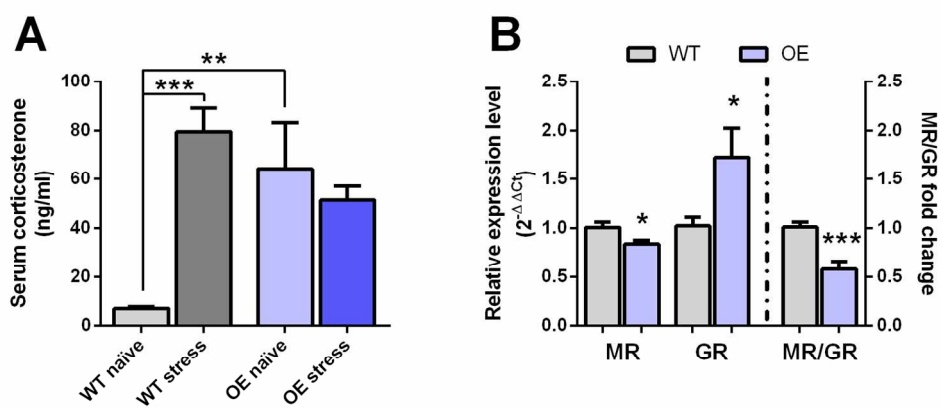 A
Serum corticosterone
(ng/ml)
100
80
60
40
20
0
**
***
WT naïve
WT stress
OE naïve
OE stress
B
WT
OE
Relative expression level
(2-Δ ΔCt)
2.5
2.0
1.5
1.0
0.5
0.0
*
*
***
MR
GR
MR/GR
2.5
2.0
1.5
1.0
0.5
0.0
MR/GR fold change